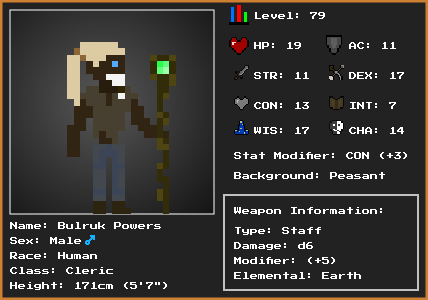 Level: 79
HP: 19 AC: 11
STR: 11 DEX: 17
CON: 13 INT: 7
WIS: 17 CHA: 14
Stat Modifier: CON (+3)
Background: Peasant
Name: Bulruk Powers
Sex: Male ♂
Race: Human
Class: Cleric
Height: 171cm (5'7")
Weapon Information:
Type: Staff
Damage: d6
Modifier: (+5)
Elemental: Earth